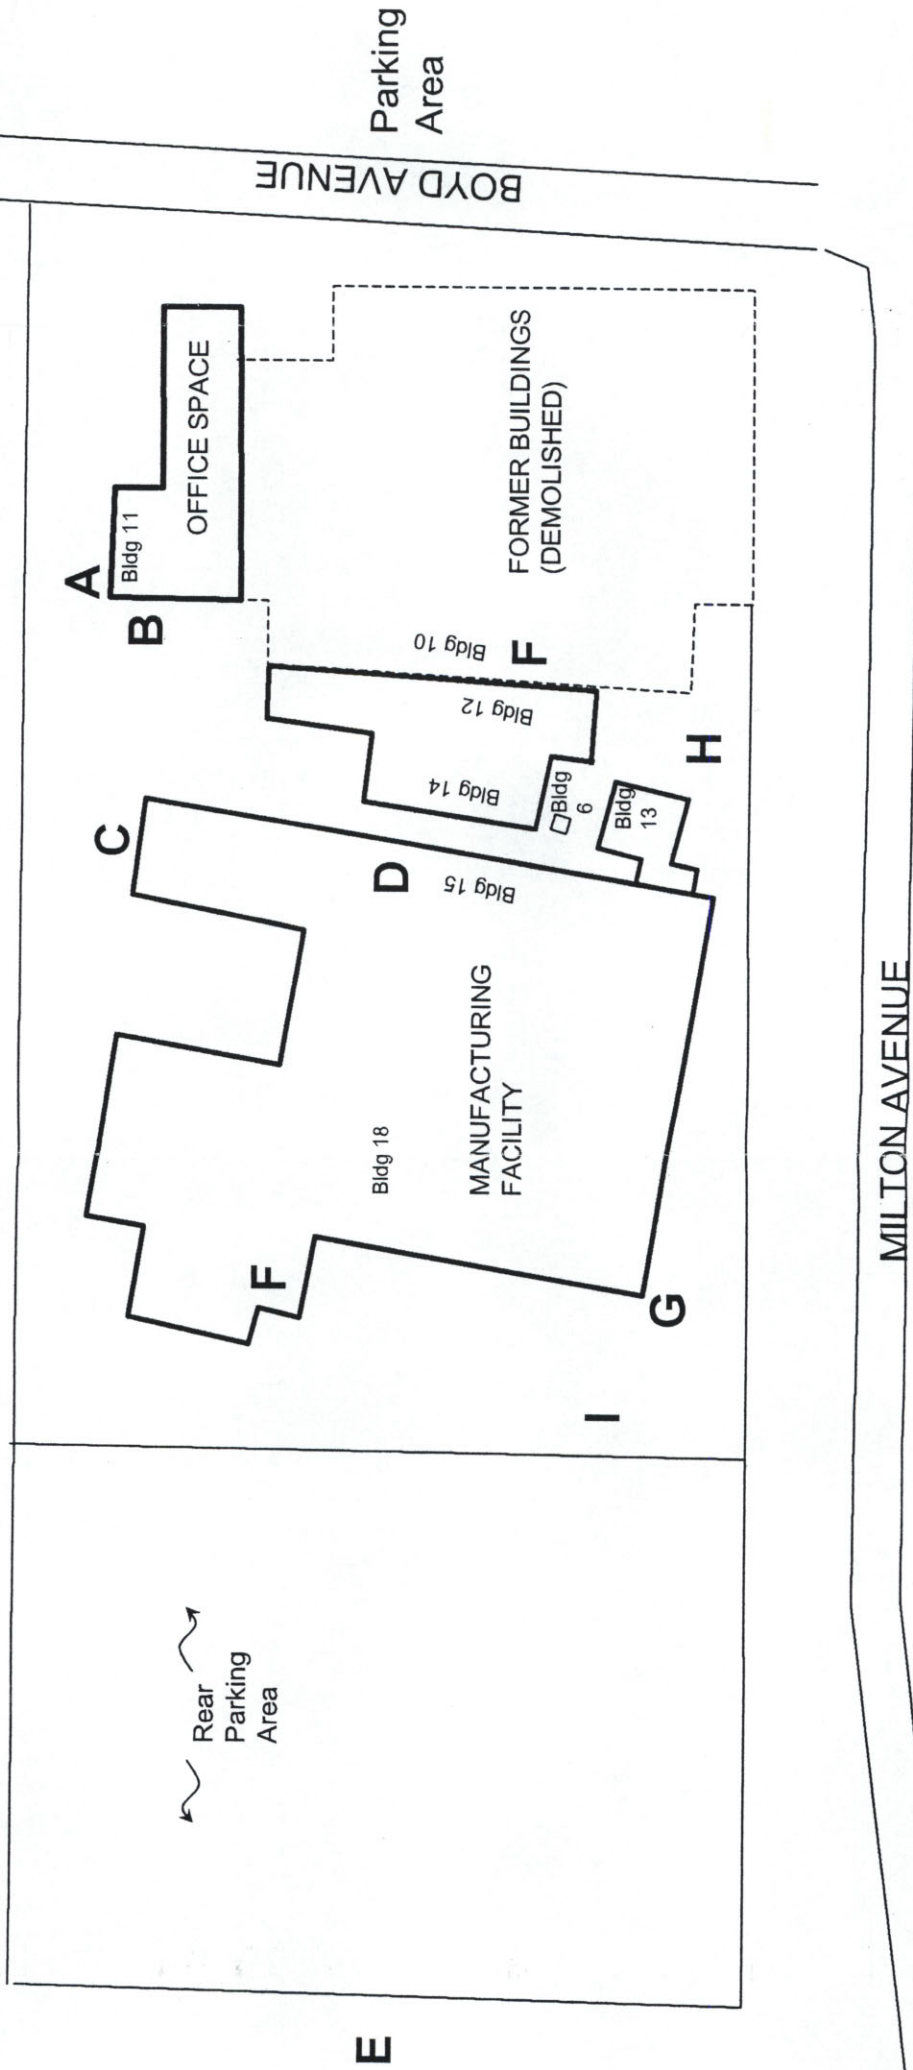 Parking
Area
BOYD AVENUE
A
Bldg 11
OFFICE SPACE
B
FORMER BUILDINGS
(DEMOLISHED)
Bldg 10
F
Bldg 12
Bldg 14
Bldg
6
Bldg
13
H
C
D
Bldg 15
MANUFACTURING
FACILITY
Bldg 18
F
G
I
MILTON AVENUE
Rear
Parking
Area
E